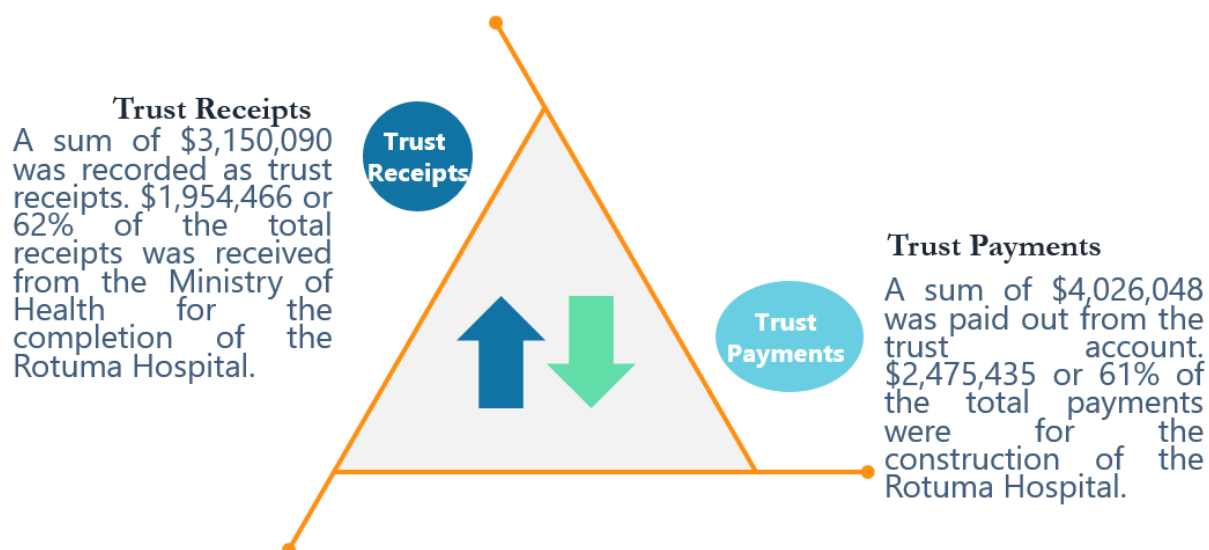 Trust Receipts
A sum of $3,150,090
was recorded as trust
receipts. $1,954,466 or
62% of the total
receipts was received
from the Ministry of
Health for the
completion of the
Rotuma Hospital.
Trust
Receipts
Trust
Payments
Trust Payments
A sum of $4,026,048
was paid out from the
trust account.
$2,475,435 or 61% of
the total payments
were for the
construction of the
Rotuma Hospital.